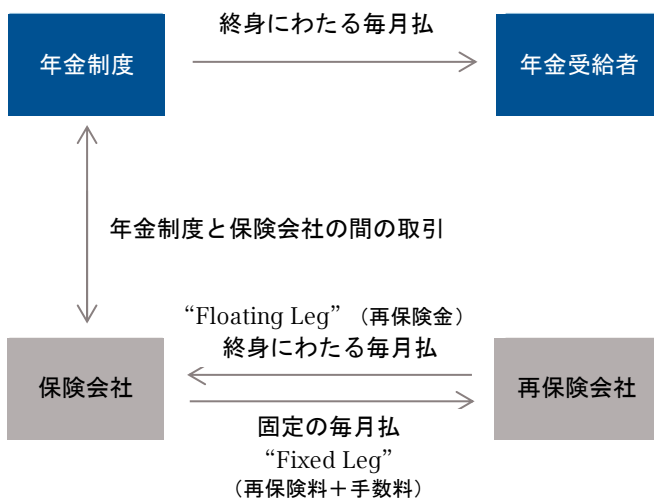 終身にわたる毎月払
年金制度
年金受給者
年金制度と保険会社の間の取引
“Floating Leg” （再保険金）
終身にわたる毎月払
保険会社
再保険会社
固定の毎月払
“Fixed Leg”
（再保険料＋手数料）